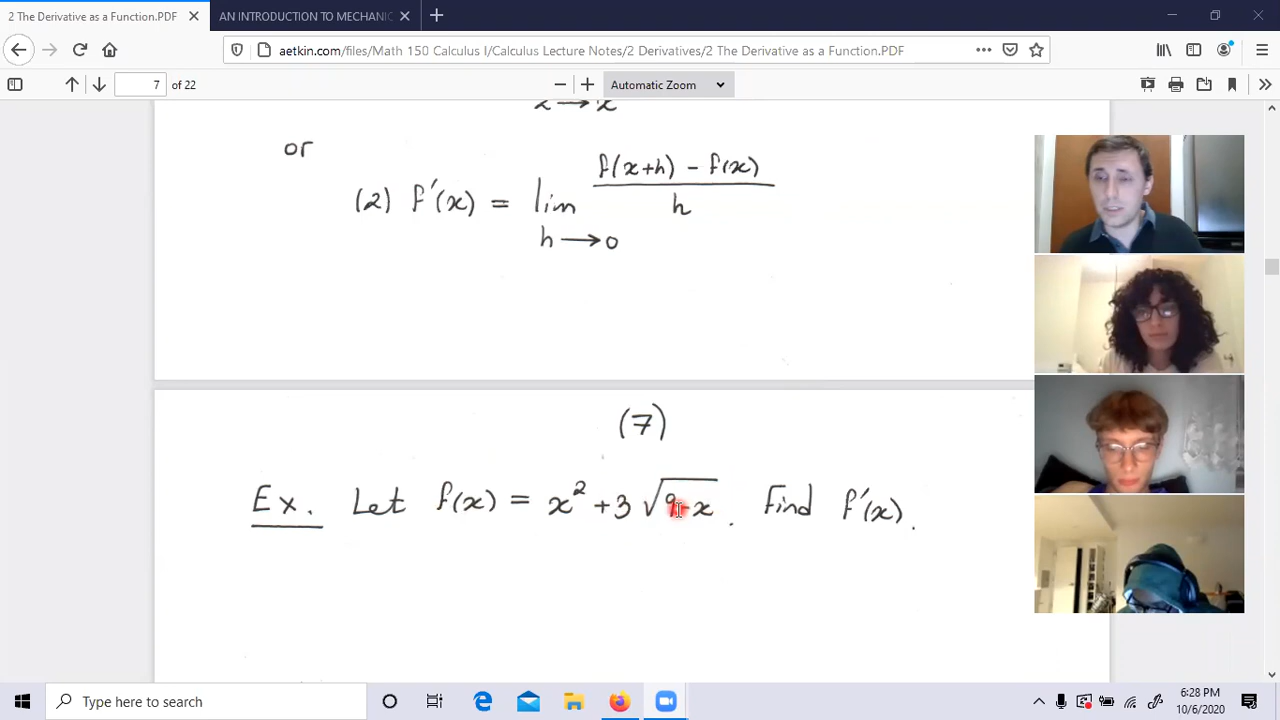 2 The Derivative as a Function.PDF
AN INTRODUCTION TO MECHANIC
aetkin.com/files/Math 150 Calculus I/Calculus Lecture Notes/2 Derivatives/2 The Derivative as a Function.PDF
7 of 22
Automatic Zoom
z → x
or
(2) f'(x) = lim f(x+h) - f(x)
h
h → 0
(7)
Ex. Let f(x) = x² + 3 √9-x . Find f'(x).
Type here to search
6:28 PM
10/6/2020